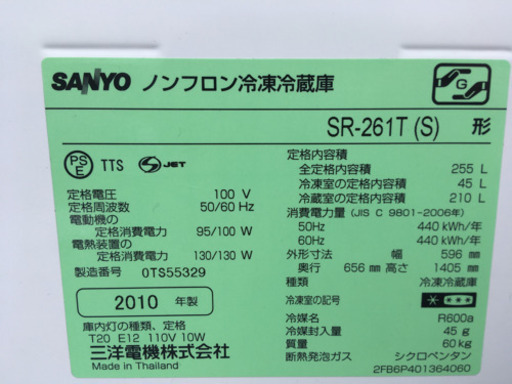 SANYO ノンフロン冷凍冷蔵庫
G
SR-261T (S) 形
PS E TTS S JET
定格電圧 100 V
定格周波数 50/60 Hz
電動機の
定格消費電力 95/100 W
電熱装置の
定格消費電力 130/130 W
製造番号 0TS55329
2010 年製
庫内灯の種類、定格
T20 E12 110V 10W
三洋電機株式会社
Made in Thailand
定格内容積
全定格内容積 255 L
冷凍室の定格内容積 45 L
冷蔵室の定格内容積 210 L
消費電力量 (JIS C 9801-2006年)
50Hz 440 kWh/年
60Hz 440 kWh/年
外形寸法 幅 596 mm
奥行 656 mm 高さ 1405 mm
種類 冷凍冷蔵庫
冷凍室の記号
冷媒名 R600a
冷媒封入量 45 g
質量 60 kg
断熱発泡ガス シクロペンタン
2FB6P401364060